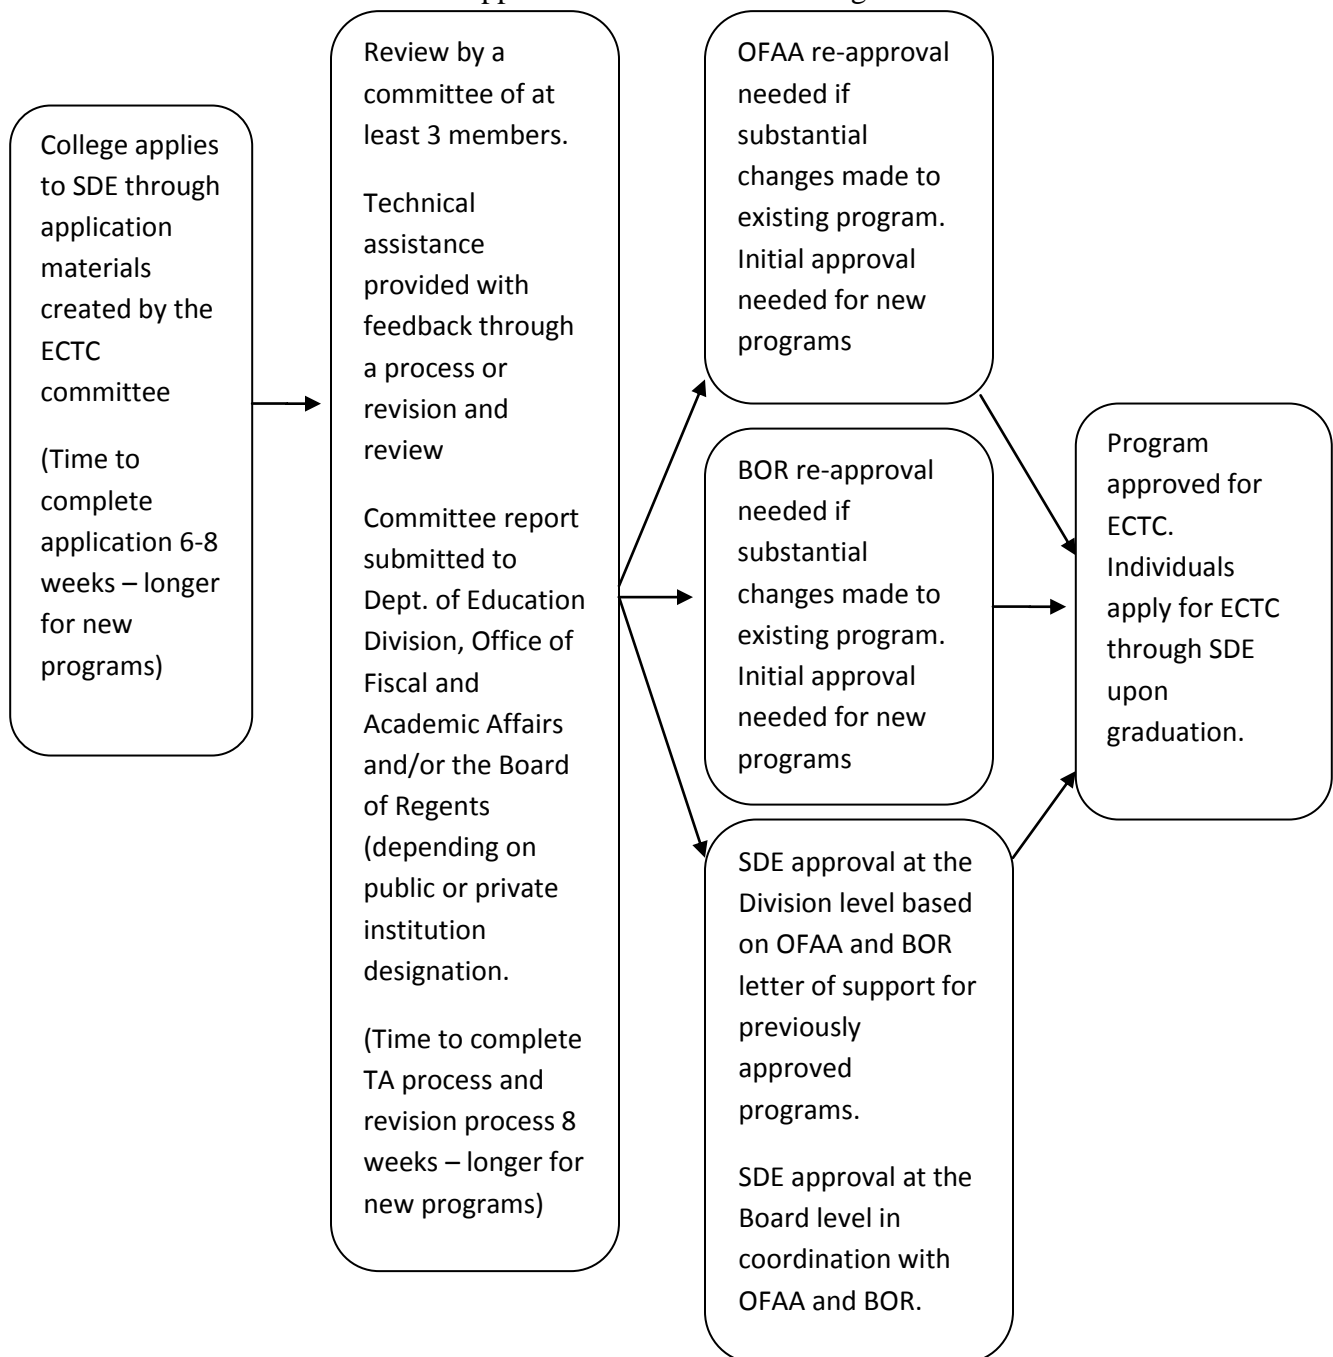 College applies
to SDE through
application
materials
created by the
ECTC
committee
(Time to
complete
application 6-8
weeks – longer
for new
programs)
Review by a
committee of at
least 3 members.
Technical
assistance
provided with
feedback through
a process or
revision and
review
Committee report
submitted to
Dept. of Education
Division, Office of
Fiscal and
Academic Affairs
and/or the Board
of Regents
(depending on
public or private
institution
designation.
(Time to complete
TA process and
revision process 8
weeks – longer for
new programs)
OFAA re-approval
needed if
substantial
changes made to
existing program.
Initial approval
needed for new
programs
BOR re-approval
needed if
substantial
changes made to
existing program.
Initial approval
needed for new
programs
SDE approval at the
Division level based
on OFAA and BOR
letter of support for
previously
approved
programs.
SDE approval at the
Board level in
coordination with
OFAA and BOR.
Program
approved for
ECTC.
Individuals
apply for ECTC
through SDE
upon
graduation.